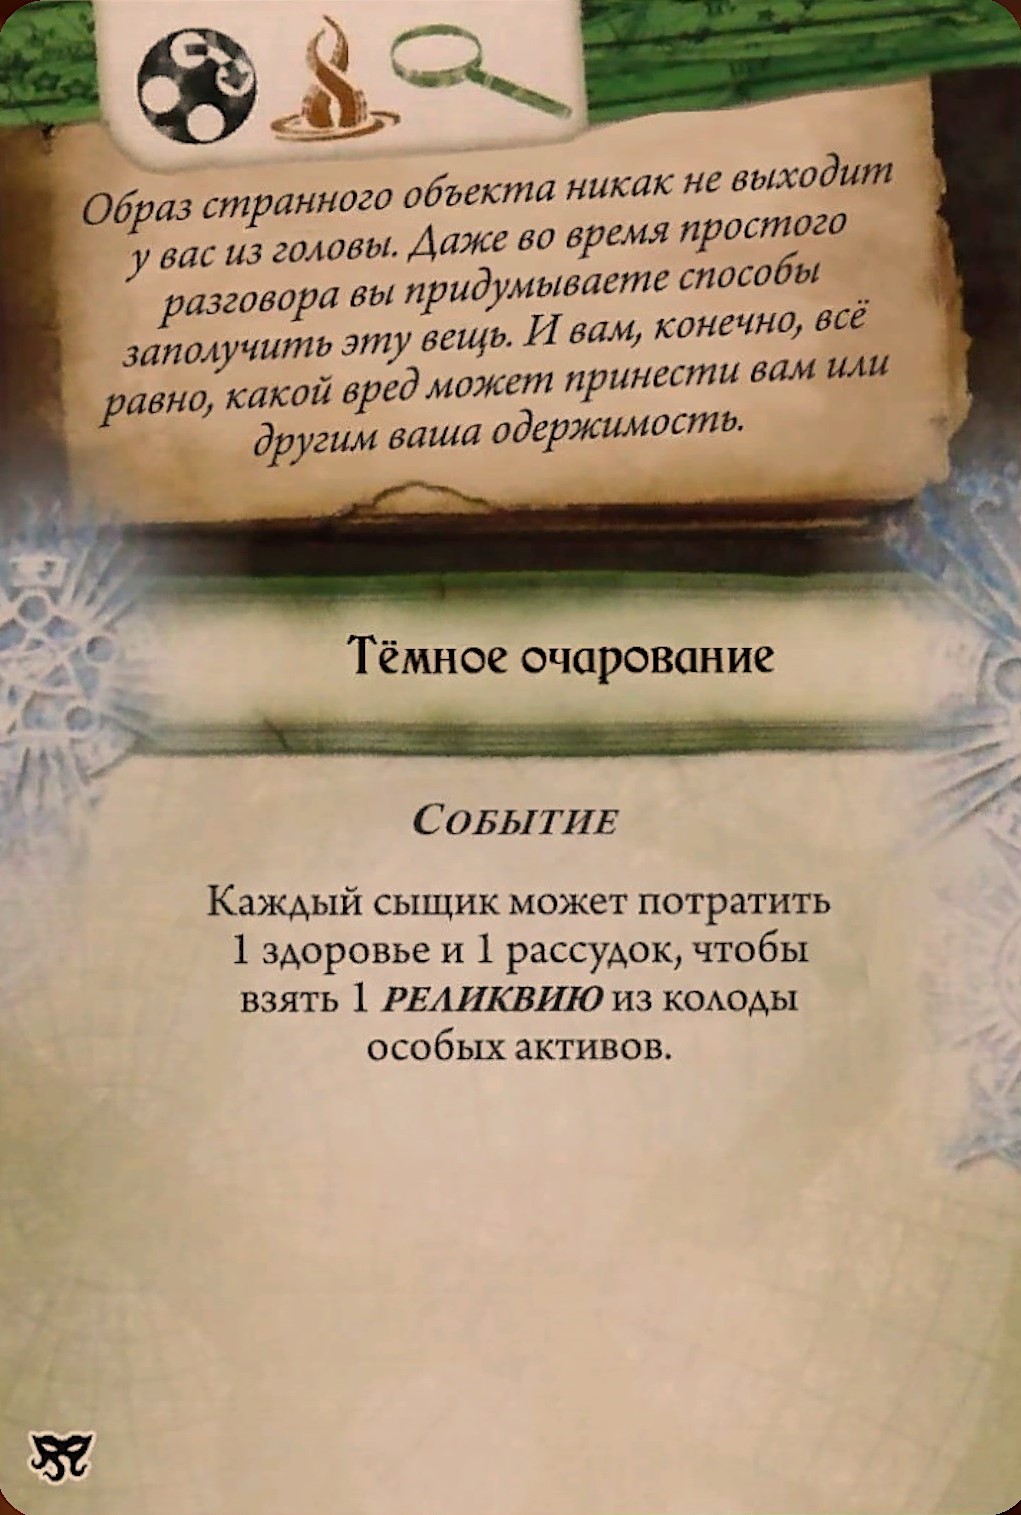 Образ странного объекта никак не выходит
у вас из головы. Даже во время простого
разговора вы придумываете способы
заполучить эту вещь. И вам, конечно, всё
равно, какой вред может принести вам или
другим ваша одержимость.
Тёмное очарование
Событие
Каждый сыщик может потратить
1 здоровье и 1 рассудок, чтобы
взять 1 РЕЛИКВИЮ из колоды
особых активов.